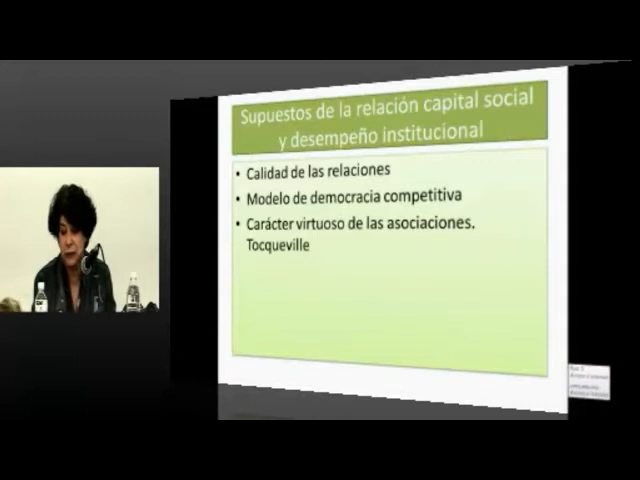 Supuestos de la relación capital social
y desempeño institucional
• Calidad de las relaciones
• Modelo de democracia competitiva
• Carácter virtuoso de las asociaciones.
Tocqueville